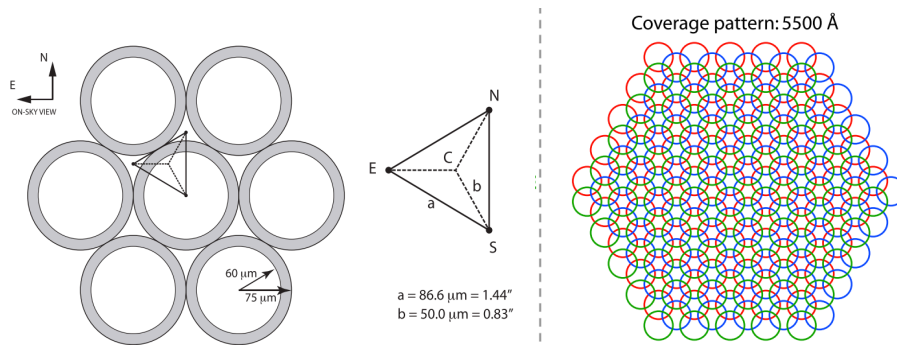 N
E
ON-SKY VIEW
60 μm
75 μm
N
E
C
b
a
S
a = 86.6 μm = 1.44″
b = 50.0 μm = 0.83″
Coverage pattern: 5500 Å